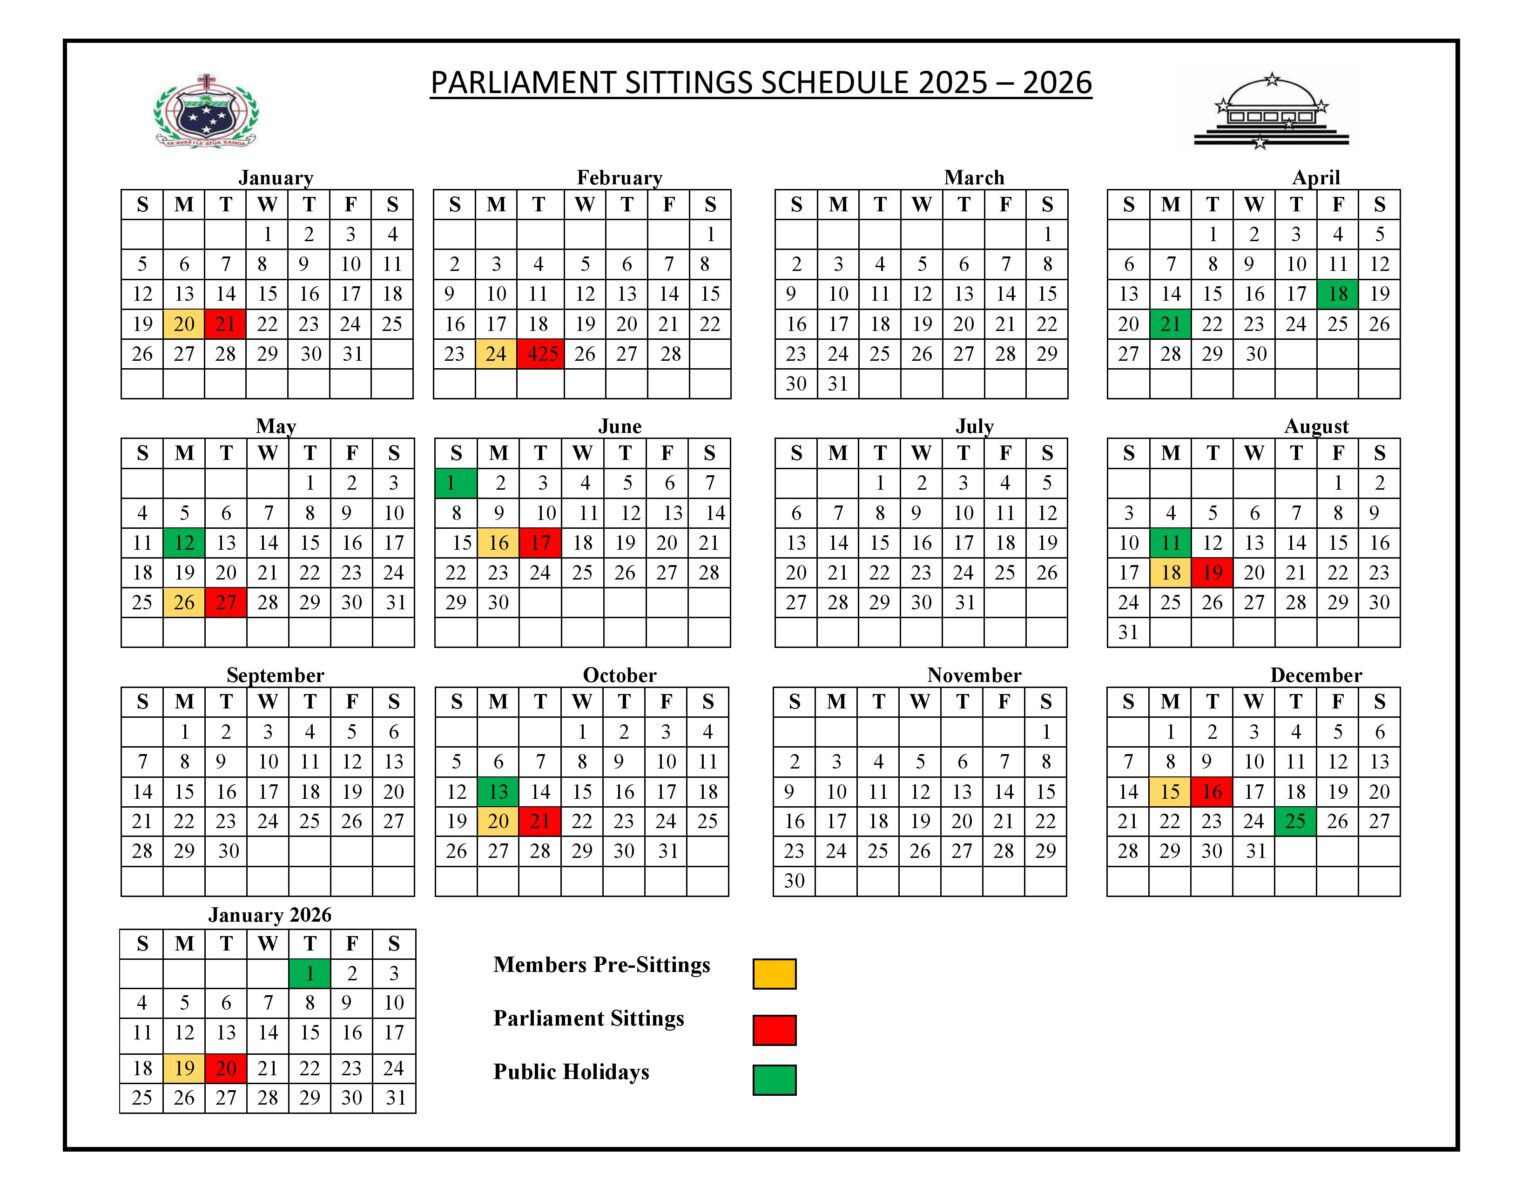 PARLIAMENT SITTINGS SCHEDULE 2025 – 2026
FA'AVAE I LE ATUA SAMOA
January February March April
S M T W T F S S M T W T F S S M T W T F S S M T W T F S
1 2 3 4 1 1 1 2 3 4 5
5 6 7 8 9 10 11 2 3 4 5 6 7 8 2 3 4 5 6 7 8 6 7 8 9 10 11 12
12 13 14 15 16 17 18 9 10 11 12 13 14 15 9 10 11 12 13 14 15 13 14 15 16 17 18 19
19 20 21 22 23 24 25 16 17 18 19 20 21 22 16 17 18 19 20 21 22 20 21 22 23 24 25 26
26 27 28 29 30 31 23 24 425 26 27 28 23 24 25 26 27 28 29 27 28 29 30
30 31
May June July August
S M T W T F S S M T W T F S S M T W T F S S M T W T F S
1 2 3 1 2 3 4 5 6 7 1 2 3 4 5 1 2
4 5 6 7 8 9 10 8 9 10 11 12 13 14 6 7 8 9 10 11 12 3 4 5 6 7 8 9
11 12 13 14 15 16 17 15 16 17 18 19 20 21 13 14 15 16 17 18 19 10 11 12 13 14 15 16
18 19 20 21 22 23 24 22 23 24 25 26 27 28 20 21 22 23 24 25 26 17 18 19 20 21 22 23
25 26 27 28 29 30 31 29 30 27 28 29 30 31 24 25 26 27 28 29 30
31
September October November December
S M T W T F S S M T W T F S S M T W T F S S M T W T F S
1 2 3 4 5 6 1 2 3 4 1 1 2 3 4 5 6
7 8 9 10 11 12 13 5 6 7 8 9 10 11 2 3 4 5 6 7 8 7 8 9 10 11 12 13
14 15 16 17 18 19 20 12 13 14 15 16 17 18 9 10 11 12 13 14 15 14 15 16 17 18 19 20
21 22 23 24 25 26 27 19 20 21 22 23 24 25 16 17 18 19 20 21 22 21 22 23 24 25 26 27
28 29 30 26 27 28 29 30 31 23 24 25 26 27 28 29 28 29 30 31
30
January 2026
S M T W T F S
1 2 3
4 5 6 7 8 9 10
11 12 13 14 15 16 17
18 19 20 21 22 23 24
25 26 27 28 29 30 31
Members Pre-Sittings
Parliament Sittings
Public Holidays